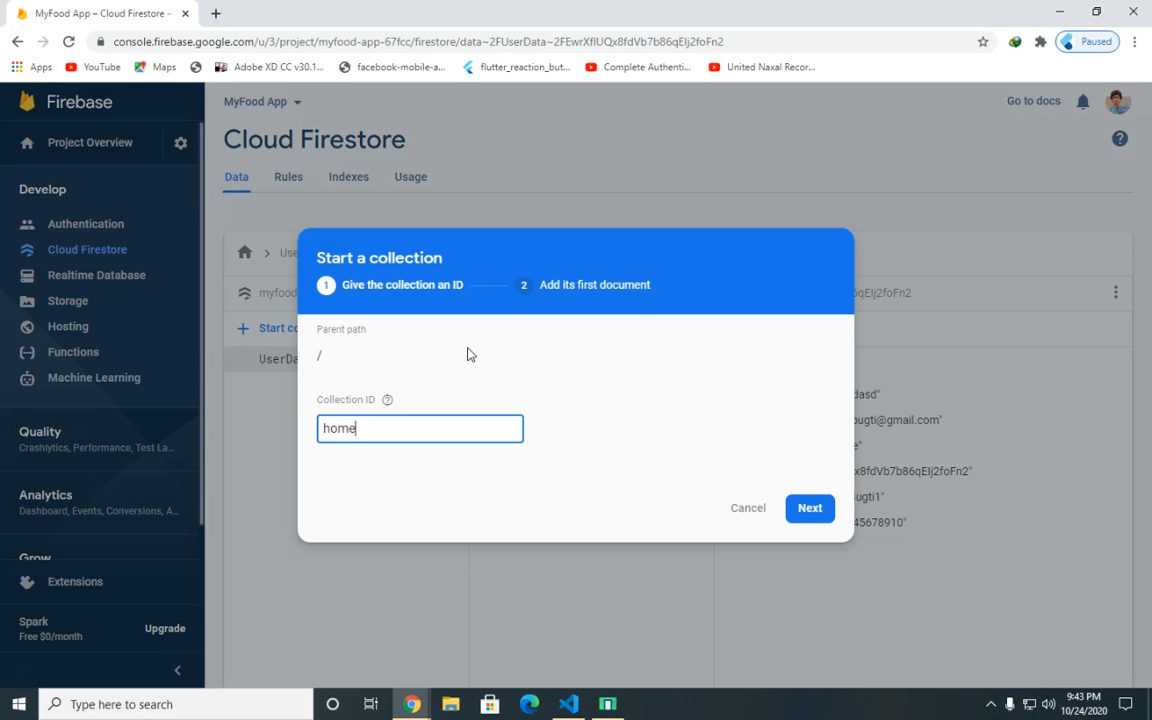 MyFood App – Cloud Firestore –
console.firebase.google.com/u/3/project/myfood-app-67fcc/firestore/data~2FUserData~2FEwrXflUQx8fdVb7b86qEIj2foFn2
Paused
Apps
YouTube
Maps
Adobe XD CC v30.1...
facebook-mobile-a...
flutter_reaction_but...
Complete Authenti...
United Naxal Recor...
Firebase
MyFood App
Go to docs
Project Overview
Cloud Firestore
Data
Rules
Indexes
Usage
Develop
Authentication
Cloud Firestore
Realtime Database
Storage
Hosting
Functions
Machine Learning
Quality
Crashlytics, Performance, Test La...
Analytics
Dashboard, Events, Conversions, A...
Grow
Extensions
Spark
Free $0/month
Upgrade
Use
myfood
Start co
UserDa
qEIj2foFn2
dasd"
ougti@gmail.com"
e"
x8fdVb7b86qEIj2foFn2"
ugti1"
45678910"
Start a collection
1
Give the collection an ID
2
Add its first document
Parent path
/
Collection ID
home
Cancel
Next
Type here to search
9:43 PM
10/24/2020